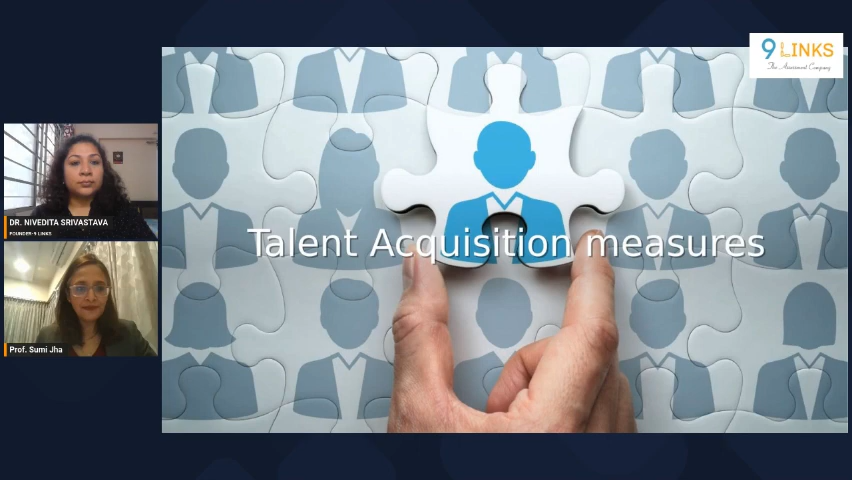 9 LINKS
The Assessment Company
DR. NIVEDITA SRIVASTAVA
FOUNDER-9 LINKS
Talent Acquisition measures
Prof. Sumi Jha